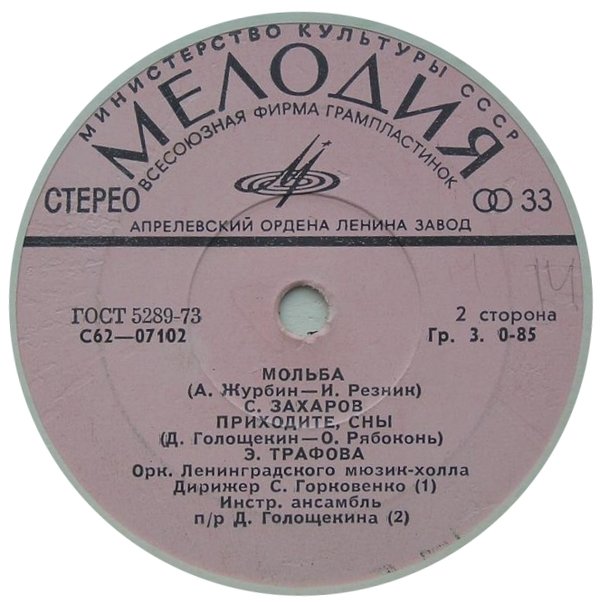 МИНИСТЕРСТВО КУЛЬТУРЫ СССР
МЕЛОДИЯ
ВСЕСОЮЗНАЯ ФИРМА ГРАМПЛАСТИНОК
СТЕРЕО
33
АПРЕЛЕВСКИЙ ОРДЕНА ЛЕНИНА ЗАВОД
ГОСТ 5289-73
С62—07102
2 сторона
Гр. 3. 0-85
МОЛЬБА
(А. Журбин—И. Резник)
С. ЗАХАРОВ
ПРИХОДИТЕ, СНЫ
(Д. Голощекин—О. Рябоконь)
Э. ТРАФОВА
Орк. Ленинградского мюзик-холла
Дирижер С. Горковенко (1)
Инстр. ансамбль
п/р Д. Голощекина (2)